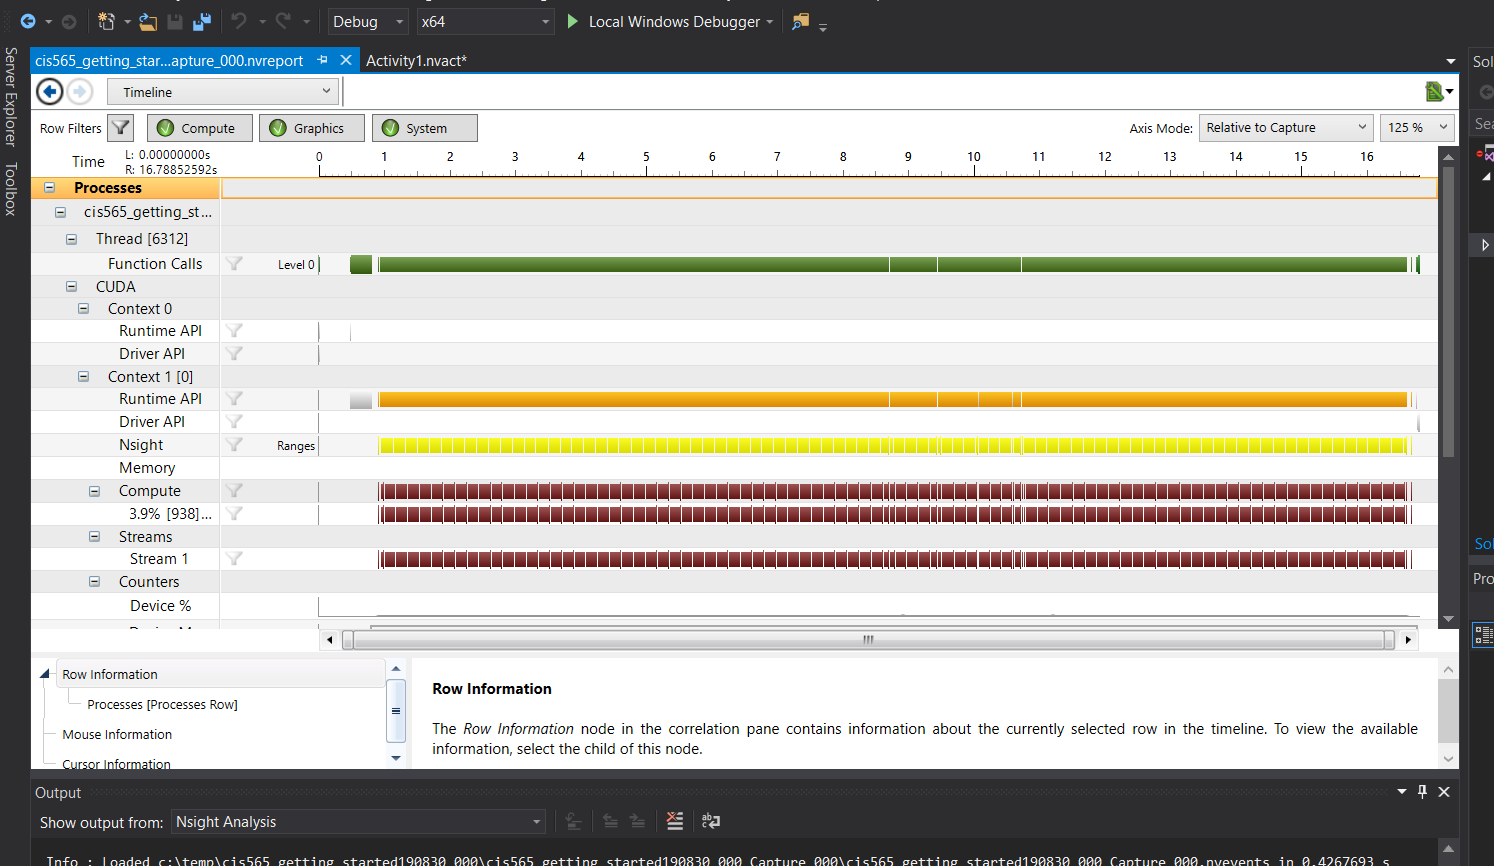 Debug x64 Local Windows Debugger
Server Explorer
Toolbox
cis565_getting_star...apture_000.nvreport Activity1.nvact*
Sol
Timeline
Row Filters Compute Graphics System Axis Mode: Relative to Capture 125 %
Sea
Time L: 0.00000000s
R: 16.78852592s
0 1 2 3 4 5 6 7 8 9 10 11 12 13 14 15 16
Processes
cis565_getting_st...
Thread [6312]
Function Calls Level 0
CUDA
Context 0
Runtime API
Driver API
Context 1 [0]
Runtime API
Driver API
Nsight Ranges
Memory
Compute
3.9% [938]...
Streams
Stream 1
Sol
Pro
Counters
Device %
Row Information
Processes [Processes Row]
Mouse Information
Cursor Information
Row Information
The Row Information node in the correlation pane contains information about the currently selected row in the timeline. To view the available
information, select the child of this node.
Output
Show output from: Nsight Analysis
Info : Loaded c:\temp\cis565_getting_started190830_000\cis565_getting_started190830_000_Capture_000\cis565_getting_started190830_000_Capture_000.nvevents in 0.4267693 s